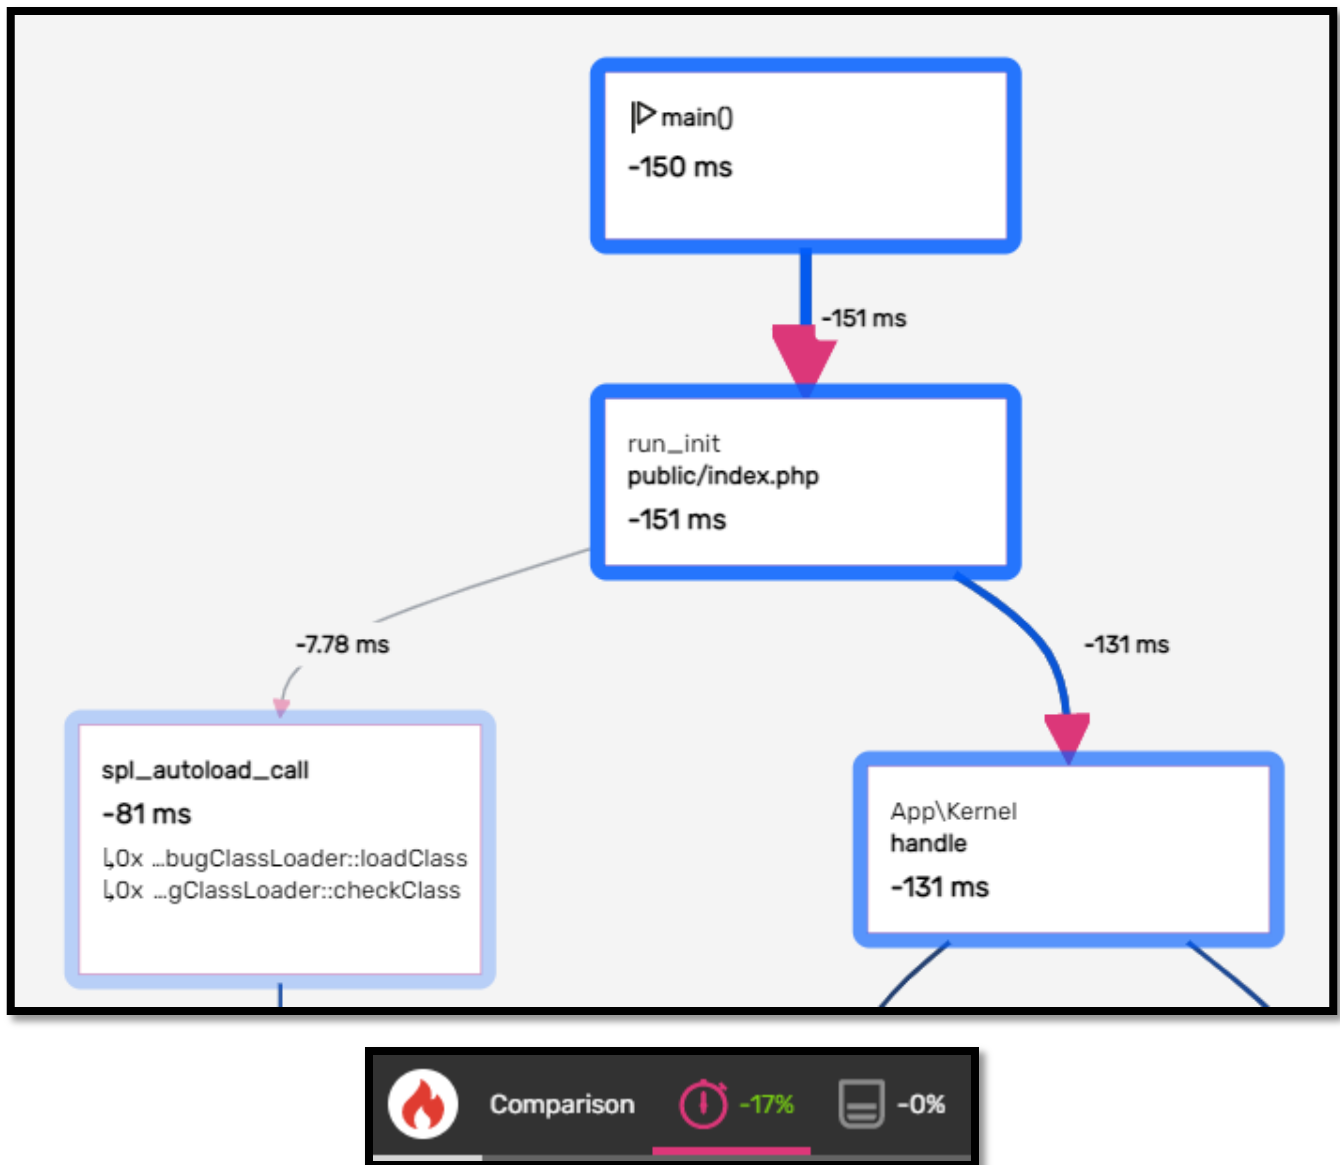 main()
-150 ms
-151 ms
run_init
public/index.php
-151 ms
-7.78 ms
-131 ms
spl_autoload_call
-81 ms
↳0x …bugClassLoader::loadClass
↳0x …gClassLoader::checkClass
App\Kernel
handle
-131 ms
Comparison -17% -0%